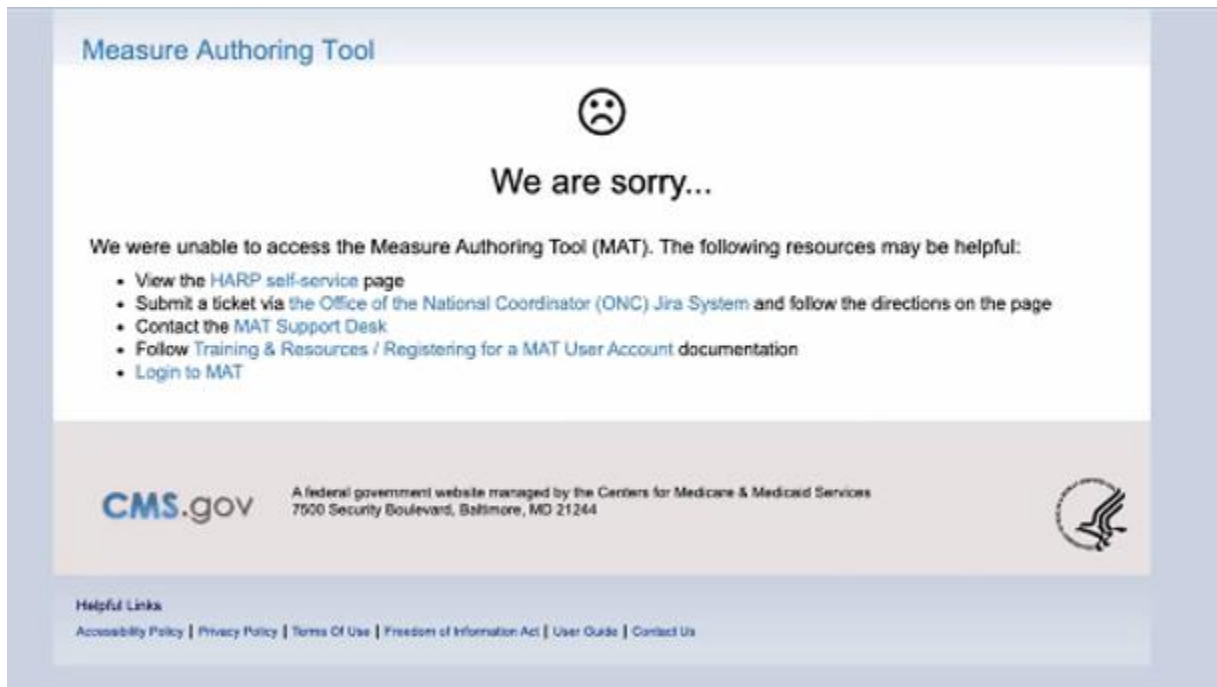 Measure Authoring Tool
We are sorry...
We were unable to access the Measure Authoring Tool (MAT). The following resources may be helpful:
• View the HARP self-service page
• Submit a ticket via the Office of the National Coordinator (ONC) Jira System and follow the directions on the page
• Contact the MAT Support Desk
• Follow Training & Resources / Registering for a MAT User Account documentation
• Login to MAT
CMS.gov
A federal government website managed by the Centers for Medicare & Medicaid Services
7500 Security Boulevard, Baltimore, MD 21244
Helpful Links
Accessibility Policy | Privacy Policy | Terms Of Use | Freedom of Information Act | User Guide | Contact Us